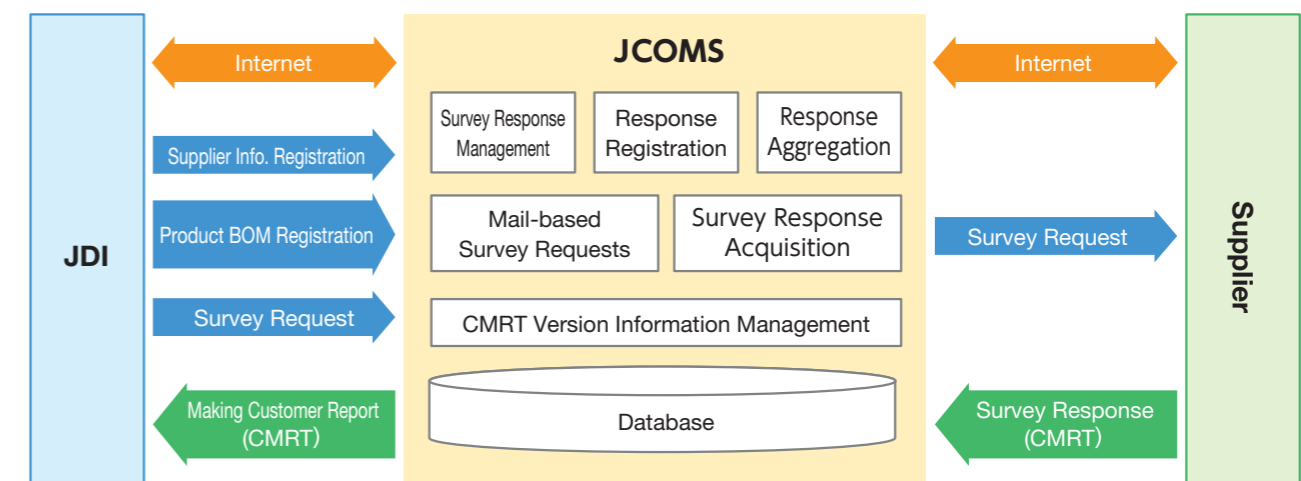 JDI
Internet
Supplier Info. Registration
Product BOM Registration
Survey Request
Making Customer Report
(CMRT)
JCOMS
Survey Response
Management
Response
Registration
Response
Aggregation
Mail-based
Survey Requests
Survey Response
Acquisition
CMRT Version Information Management
Database
Internet
Survey Request
Survey Response
(CMRT)
Supplier